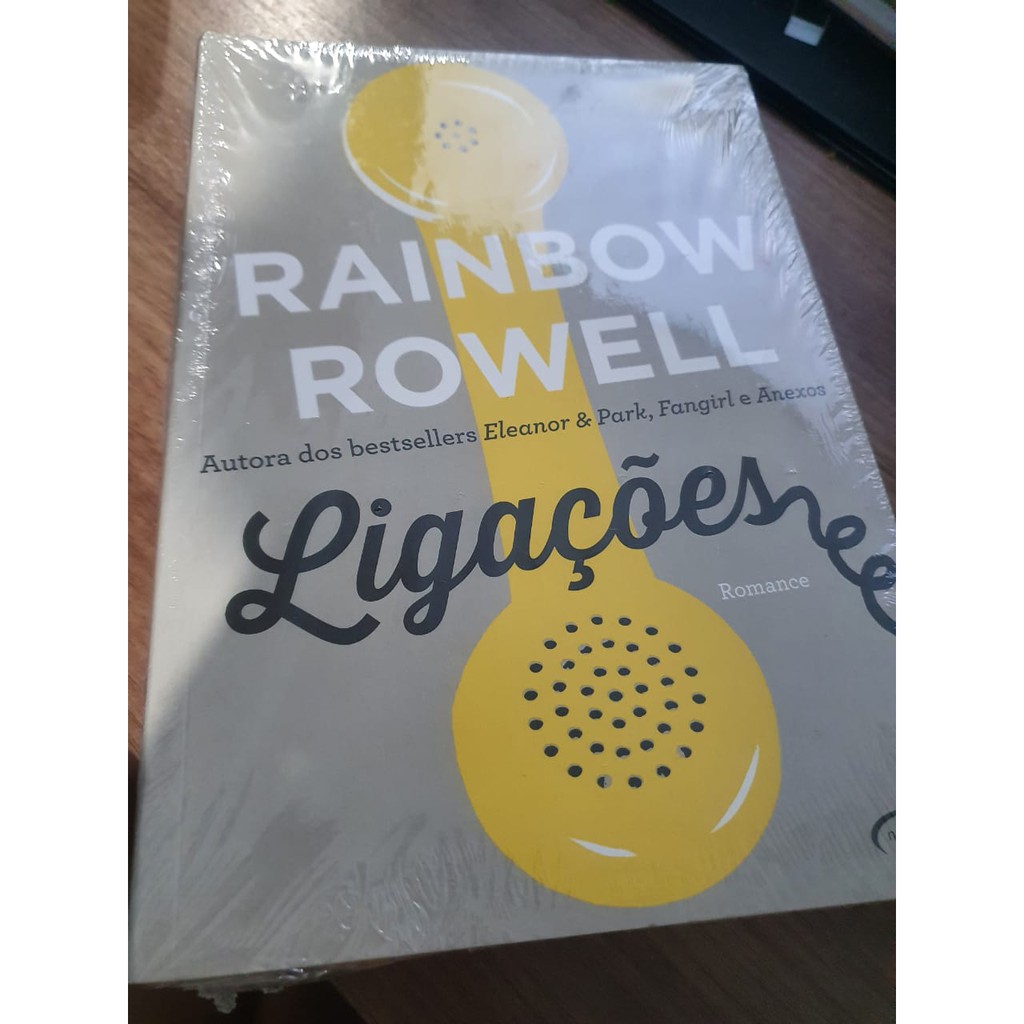 RAINBOW
ROWELL
Autora dos bestsellers Eleanor & Park, Fangirl e Anexos
Ligações
Romance